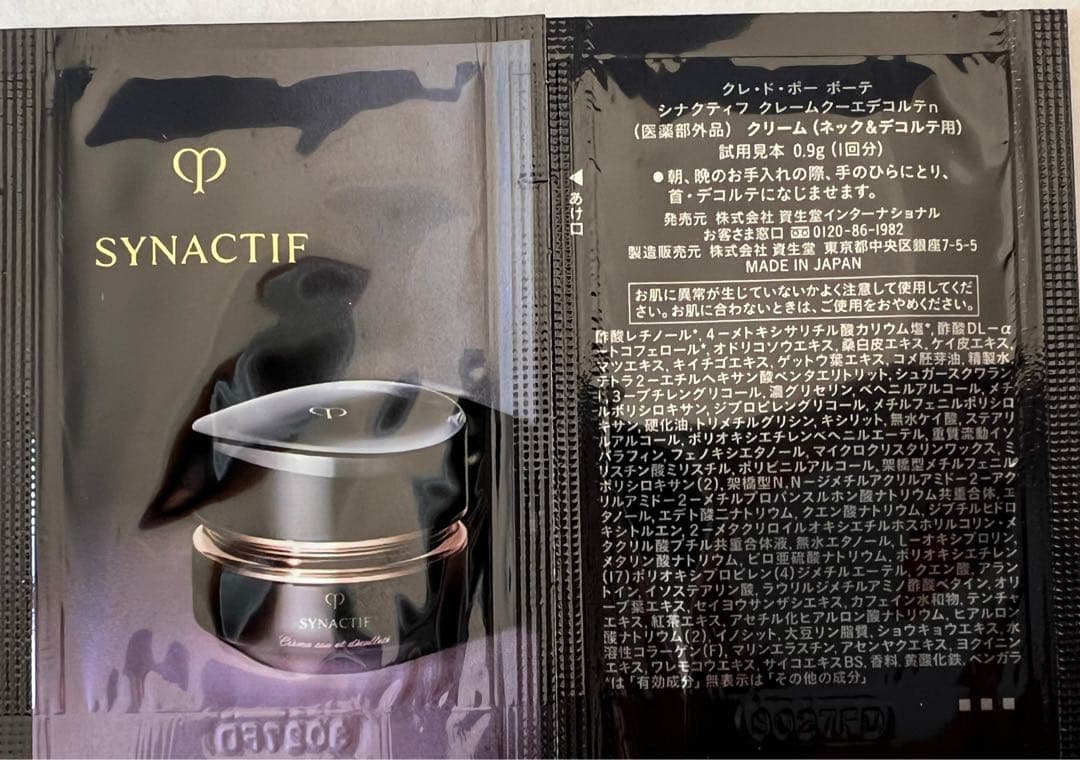 SYNACTIF
SYNACTIF
Crème cou et décolleté
3027FD
クレ・ド・ポー ボーテ
シナクティフ クレームクーエデコルテn
(医薬部外品) クリーム(ネック&デコルテ用)
試用見本 0.9g(1回分)
●朝、晩のお手入れの際、手のひらにとり、
首・デコルテになじませます。
◀あけ口
発売元 株式会社 資生堂インターナショナル
お客さま窓口 0120-86-1982
製造販売元 株式会社 資生堂 東京都中央区銀座7-5-5
MADE IN JAPAN
お肌に異常が生じていないかよく注意して使用してくだ
さい。お肌に合わないときは、ご使用をおやめください。
酢酸レチノール*, 4-メトキシサリチル酸カリウム塩*, 酢酸DL-α
-トコフェロール*, オドリコソウエキス, 桑白皮エキス, ケイ皮エキス,
マツエキス, キイチゴエキス, ゲットウ葉エキス, コメ胚芽油, 精製水,
テトラ2-エチルヘキサン酸ペンタエリトリット, シュガースクワラン,
1,3-ブチレングリコール, 濃グリセリン, ベヘニルアルコール, メチ
ルポリシロキサン, ジプロピレングリコール, メチルフェニルポリシロ
キサン, 硬化油, トリメチルグリシン, キシリット, 無水ケイ酸, ステアリ
ルアルコール, ポリオキシエチレンベヘニルエーテル, 重質流動イソ
パラフィン, フェノキシエタノール, マイクロクリスタリンワックス, ミ
リスチン酸ミリスチル, ポリビニルアルコール, 架橋型メチルフェニル
ポリシロキサン(2), 架橋型N,N-ジメチルアクリルアミド-2-アク
リルアミド-2-メチルプロパンスルホン酸ナトリウム共重合体, エ
タノール, エデト酸二ナトリウム, クエン酸ナトリウム, ジブチルヒドロ
キシトルエン, 2-メタクリロイルオキシエチルホスホリルコリン・メ
タクリル酸ブチル共重合体液, 無水エタノール, L-オキシプロリン,
メタリン酸ナトリウム, ピロ亜硫酸ナトリウム, ポリオキシエチレン
(17)ポリオキシプロピレン(4)ジメチルエーテル, クエン酸, アラン
トイン, イソステアリン酸, ラウリルジメチルアミノ酢酸ベタイン, オリ
ーブ葉エキス, セイヨウサンザシエキス, カフェイン水和物, テンチャ
エキス, 紅茶エキス, アセチル化ヒアルロン酸ナトリウム, ヒアルロン
酸ナトリウム(2), イノシット, 大豆リン脂質, ショウキョウエキス, 水
溶性コラーゲン(F), マリンエラスチン, アセンヤクエキス, ヨクイニン
エキス, ワレモコウエキス, サイコエキスBS, 香料, 黄酸化鉄, ベンガラ
*は「有効成分」無表示は「その他の成分」
3027FD